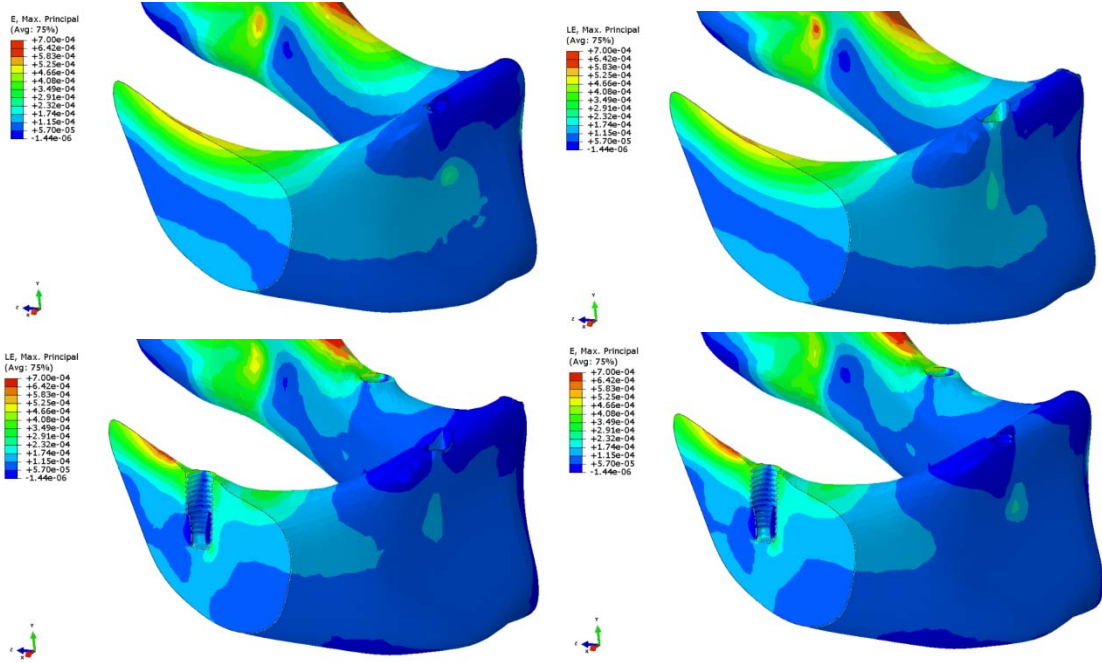 E, Max. Principal
(Avg: 75%)
+7.00e-04
+6.42e-04
+5.83e-04
+5.25e-04
+4.66e-04
+4.08e-04
+3.49e-04
+2.91e-04
+2.32e-04
+1.74e-04
+1.15e-04
+5.70e-05
-1.44e-06
Y
Z
X
LE, Max. Principal
(Avg: 75%)
+7.00e-04
+6.42e-04
+5.83e-04
+5.25e-04
+4.66e-04
+4.08e-04
+3.49e-04
+2.91e-04
+2.32e-04
+1.74e-04
+1.15e-04
+5.70e-05
-1.44e-06
Y
Z
X
LE, Max. Principal
(Avg: 75%)
+7.00e-04
+6.42e-04
+5.83e-04
+5.25e-04
+4.66e-04
+4.08e-04
+3.49e-04
+2.91e-04
+2.32e-04
+1.74e-04
+1.15e-04
+5.70e-05
-1.44e-06
Y
Z
X
E, Max. Principal
(Avg: 75%)
+7.00e-04
+6.42e-04
+5.83e-04
+5.25e-04
+4.66e-04
+4.08e-04
+3.49e-04
+2.91e-04
+2.32e-04
+1.74e-04
+1.15e-04
+5.70e-05
-1.44e-06
Y
Z
X